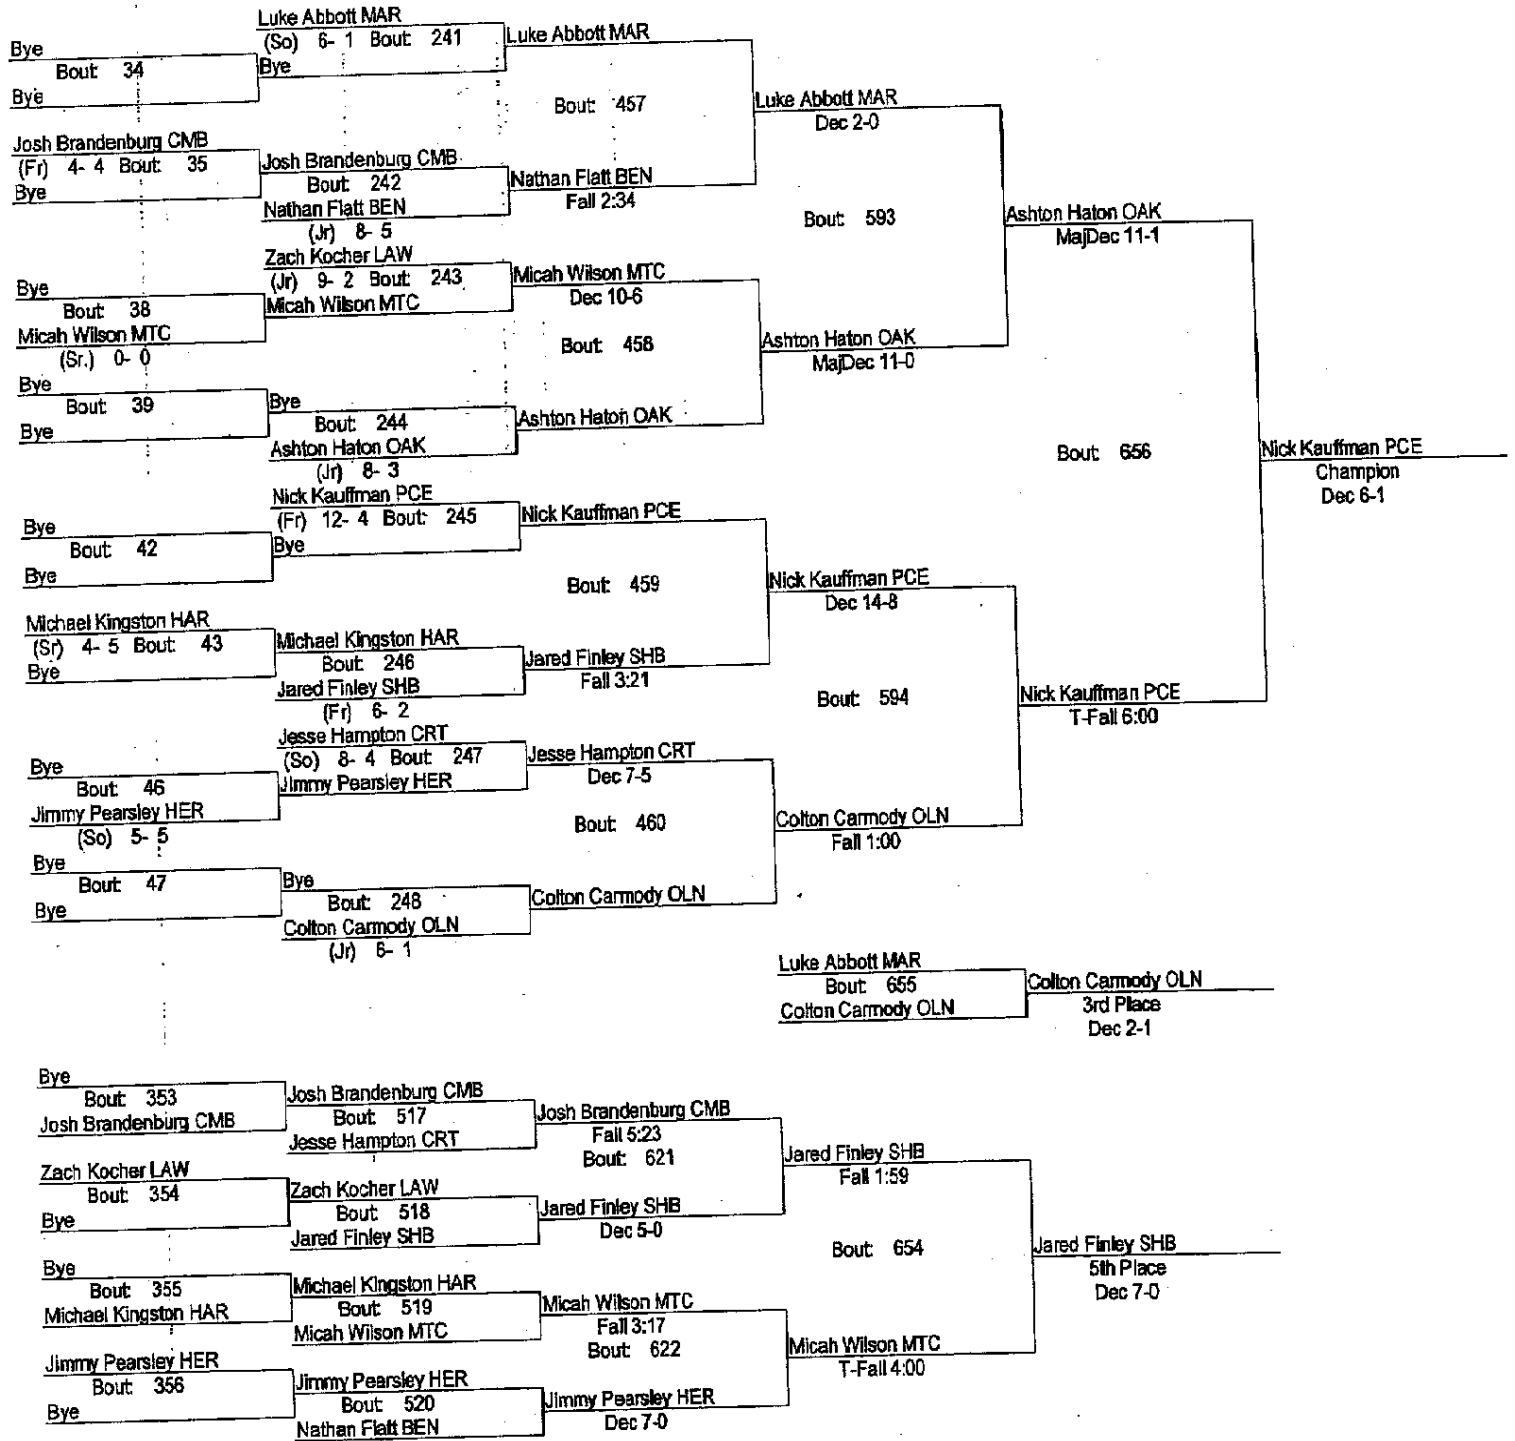 Luke Abbott MAR
(So) 6- 1 Bout: 241
Luke Abbott MAR
Bye
Bout: 34
Bye
Bye
Bout: 457
Luke Abbott MAR
Dec 2-0
Josh Brandenburg CMB
(Fr) 4- 4 Bout: 35
Bye
Josh Brandenburg CMB
Bout: 242
Nathan Flatt BEN
(Jr) 8- 5
Nathan Flatt BEN
Fall 2:34
Bout: 593
Ashton Haton OAK
MajDec 11-1
Zach Kocher LAW
(Jr) 9- 2 Bout: 243
Micah Wilson MTC
Micah Wilson MTC
Dec 10-6
Bye
Bout: 38
Micah Wilson MTC
(Sr.) 0- 0
Bout: 458
Ashton Haton OAK
MajDec 11-0
Bye
Bout: 39
Bye
Bye
Bout: 244
Ashton Haton OAK
(Jr) 8- 3
Ashton Haton OAK
Bout: 656
Nick Kauffman PCE
Champion
Dec 6-1
Nick Kauffman PCE
(Fr) 12- 4 Bout: 245
Bye
Nick Kauffman PCE
Bye
Bout: 42
Bye
Bout: 459
Nick Kauffman PCE
Dec 14-8
Michael Kingston HAR
(Sr) 4- 5 Bout: 43
Bye
Michael Kingston HAR
Bout: 246
Jared Finley SHB
(Fr) 6- 2
Jared Finley SHB
Fall 3:21
Bout: 594
Nick Kauffman PCE
T-Fall 6:00
Jesse Hampton CRT
(So) 8- 4 Bout: 247
Jimmy Pearsley HER
Jesse Hampton CRT
Dec 7-5
Bye
Bout: 46
Jimmy Pearsley HER
(So) 5- 5
Bout: 460
Colton Carmody OLN
Fall 1:00
Bye
Bout: 47
Bye
Bye
Bout: 248
Colton Carmody OLN
(Jr) 6- 1
Colton Carmody OLN
Luke Abbott MAR
Bout: 655
Colton Carmody OLN
Colton Carmody OLN
3rd Place
Dec 2-1
Bye
Bout: 353
Josh Brandenburg CMB
Josh Brandenburg CMB
Bout: 517
Jesse Hampton CRT
Josh Brandenburg CMB
Fall 5:23
Bout: 621
Jared Finley SHB
Fall 1:59
Zach Kocher LAW
Bout: 354
Bye
Zach Kocher LAW
Bout: 518
Jared Finley SHB
Jared Finley SHB
Dec 5-0
Bout: 654
Jared Finley SHB
5th Place
Dec 7-0
Bye
Bout: 355
Michael Kingston HAR
Michael Kingston HAR
Bout: 519
Micah Wilson MTC
Micah Wilson MTC
Fall 3:17
Bout: 622
Micah Wilson MTC
T-Fall 4:00
Jimmy Pearsley HER
Bout: 356
Bye
Jimmy Pearsley HER
Bout: 520
Nathan Flatt BEN
Jimmy Pearsley HER
Dec 7-0